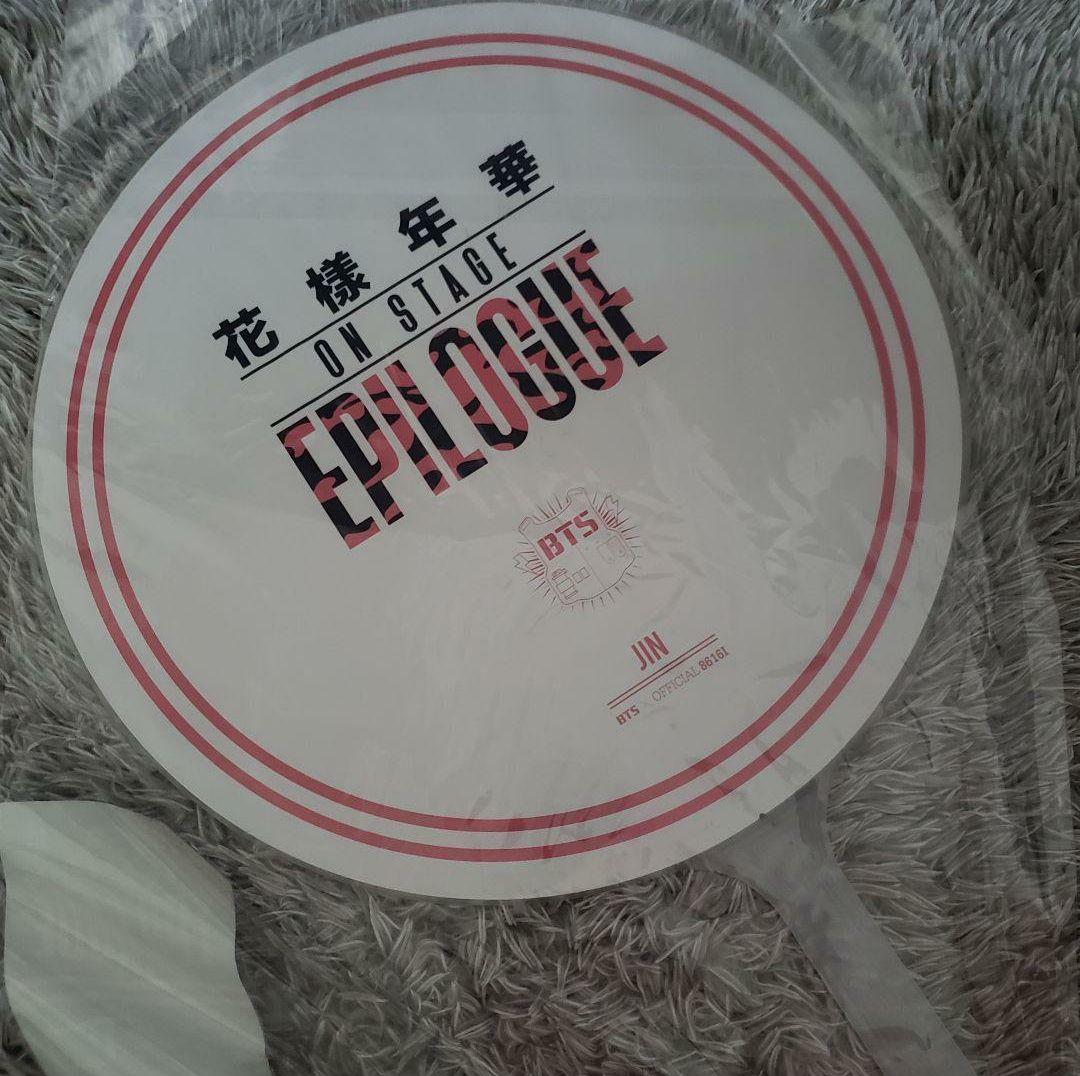 花樣年華
ON STAGE
EPILOGUE
BTS
JIN
BTS × OFFICIAL 86161